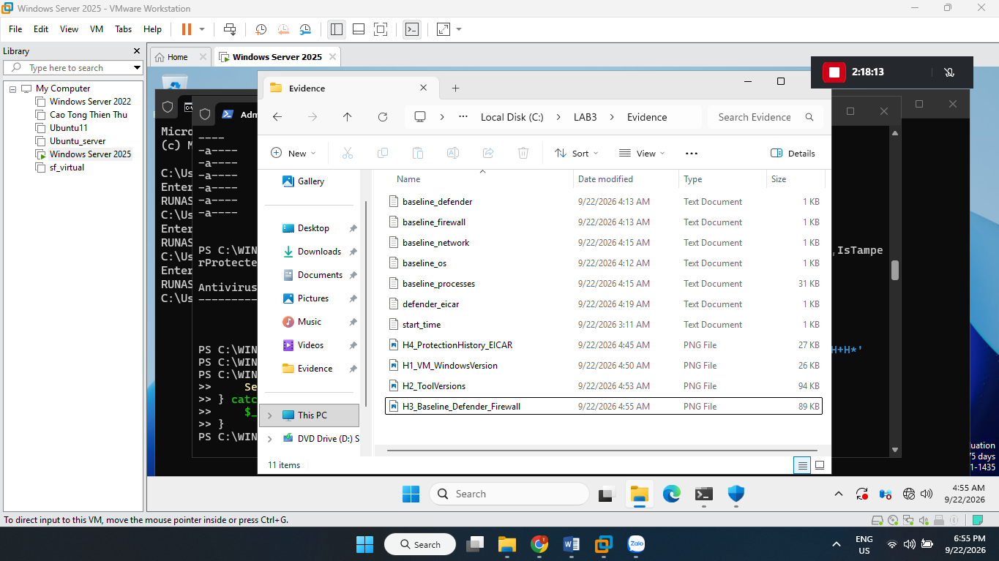 Windows Server 2025 - VMware Workstation
File Edit View VM Tabs Help
Library
Type here to search
My Computer
Windows Server 2022
Cao Tong Thien Thu
Ubuntu11
Ubuntu_server
Windows Server 2025
sf_virtual
Home
Windows Server 2025
2:18:13
Micro
(c) M
C:\Us
Enter
RUNAS
C:\Us
Enter
RUNAS
C:\Us
Enter
RUNAS
C:\Us
Adm
----
-a----
-a----
-a----
-a----
-a----
-a----
PS C:\WIN
,IsTampe
rProtecte
Antivirus
----------
PS C:\WIN
H+H*'
PS C:\WIN
PS C:\WIN
>> Se
>> } catc
>> $_
>> }
PS C:\WIN
Evidence
Local Disk (C:) LAB3 Evidence
Search Evidence
New Sort View Details
Gallery
Desktop
Downloads
Documents
Pictures
Music
Videos
Evidence
This PC
DVD Drive (D:) S
Name Date modified Type Size
baseline_defender 9/22/2026 4:13 AM Text Document 1 KB
baseline_firewall 9/22/2026 4:13 AM Text Document 1 KB
baseline_network 9/22/2026 4:15 AM Text Document 1 KB
baseline_os 9/22/2026 4:12 AM Text Document 1 KB
baseline_processes 9/22/2026 4:15 AM Text Document 31 KB
defender_eicar 9/22/2026 4:19 AM Text Document 1 KB
start_time 9/22/2026 3:11 AM Text Document 1 KB
H4_ProtectionHistory_EICAR 9/22/2026 4:45 AM PNG File 27 KB
H1_VM_WindowsVersion 9/22/2026 4:50 AM PNG File 26 KB
H2_ToolVersions 9/22/2026 4:53 AM PNG File 94 KB
H3_Baseline_Defender_Firewall 9/22/2026 4:55 AM PNG File 89 KB
11 items
uation
75 days
1-1435
Search
4:55 AM
9/22/2026
To direct input to this VM, move the mouse pointer inside or press Ctrl+G.
Search
Zalo
ENG
US
6:55 PM
9/22/2026